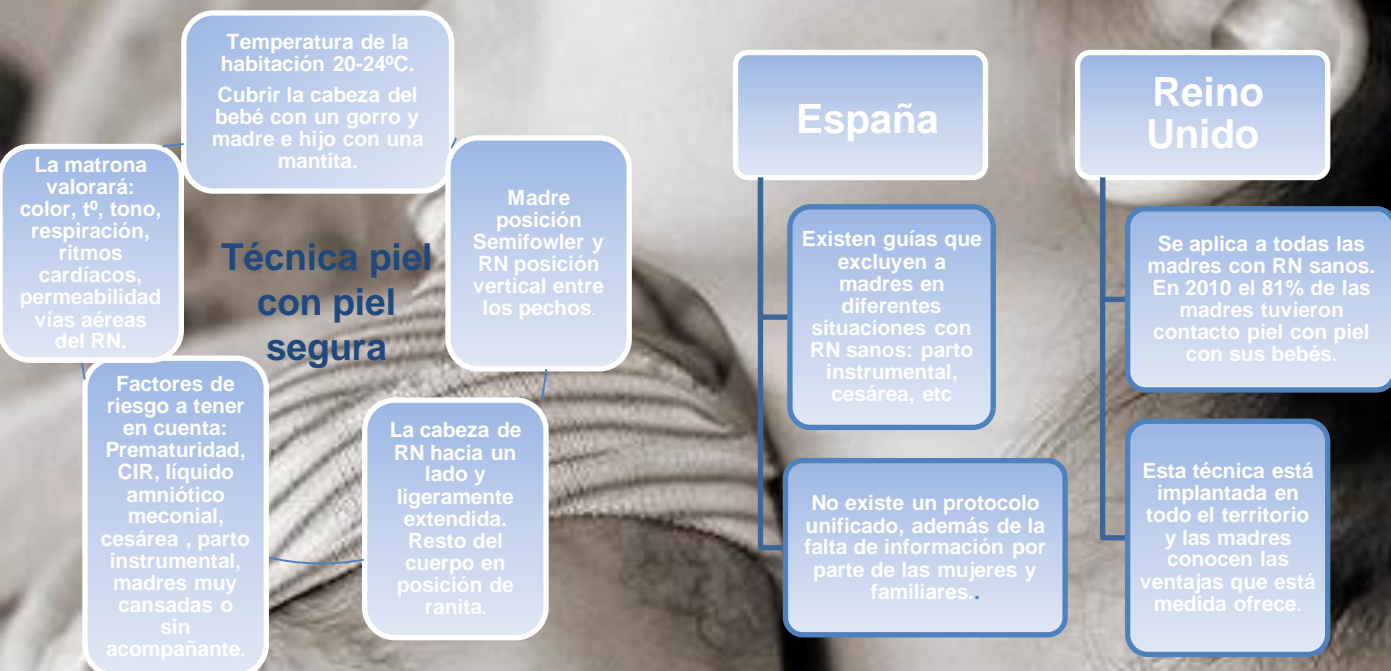 Temperatura de la
habitación 20-24ºC.
Cubrir la cabeza del
bebé con un gorro y
madre e hijo con una
mantita.
Madre
posición
Semifowler y
RN posición
vertical entre
los pechos.
La cabeza de
RN hacia un
lado y
ligeramente
extendida.
Resto del
cuerpo en
posición de
ranita.
Factores de
riesgo a tener
en cuenta:
Prematuridad,
CIR, líquido
amniótico
meconial,
cesárea , parto
instrumental,
madres muy
cansadas o
sin
acompañante.
La matrona
valorará:
color, tº, tono,
respiración,
ritmos
cardíacos,
permeabilidad
vías aéreas
del RN.
Técnica piel
con piel
segura
España
Existen guías que
excluyen a
madres en
diferentes
situaciones con
RN sanos: parto
instrumental,
cesárea, etc
No existe un protocolo
unificado, además de la
falta de información por
parte de las mujeres y
familiares..
Reino
Unido
Se aplica a todas las
madres con RN sanos.
En 2010 el 81% de las
madres tuvieron
contacto piel con piel
con sus bebés.
Esta técnica está
implantada en
todo el territorio
y las madres
conocen las
ventajas que está
medida ofrece.